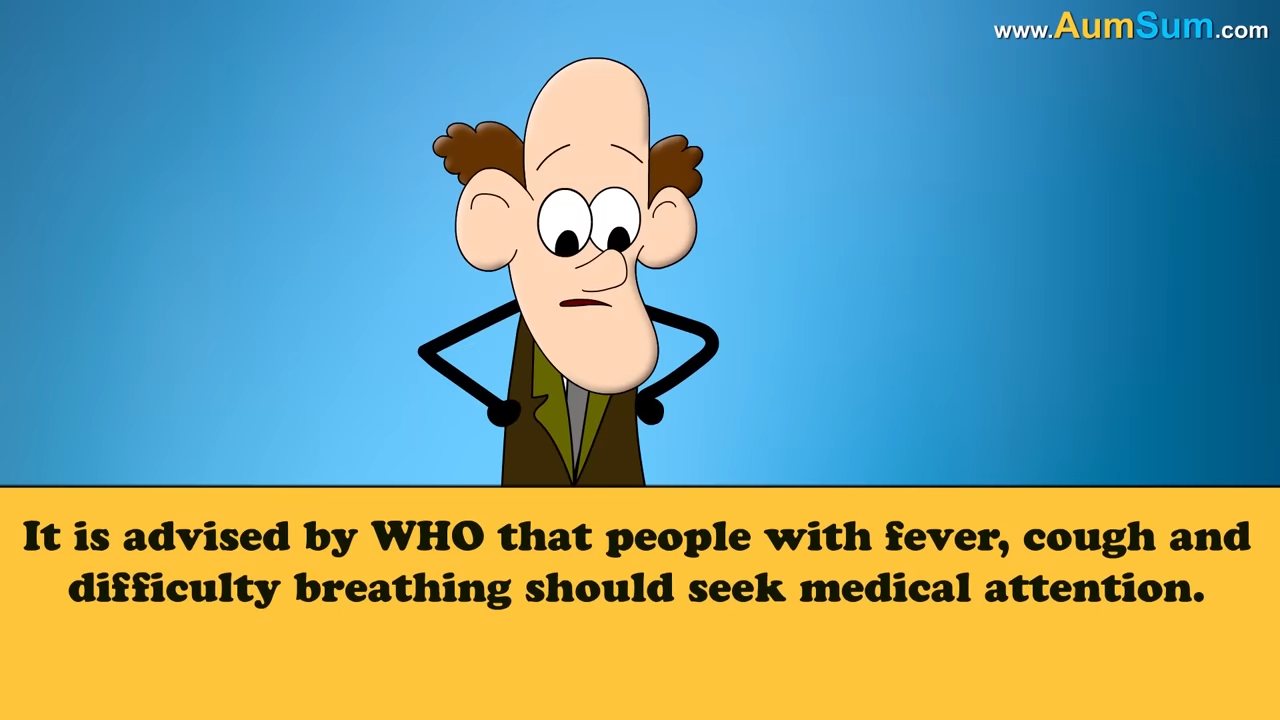 www.AumSum.com
It is advised by WHO that people with fever, cough and
difficulty breathing should seek medical attention.